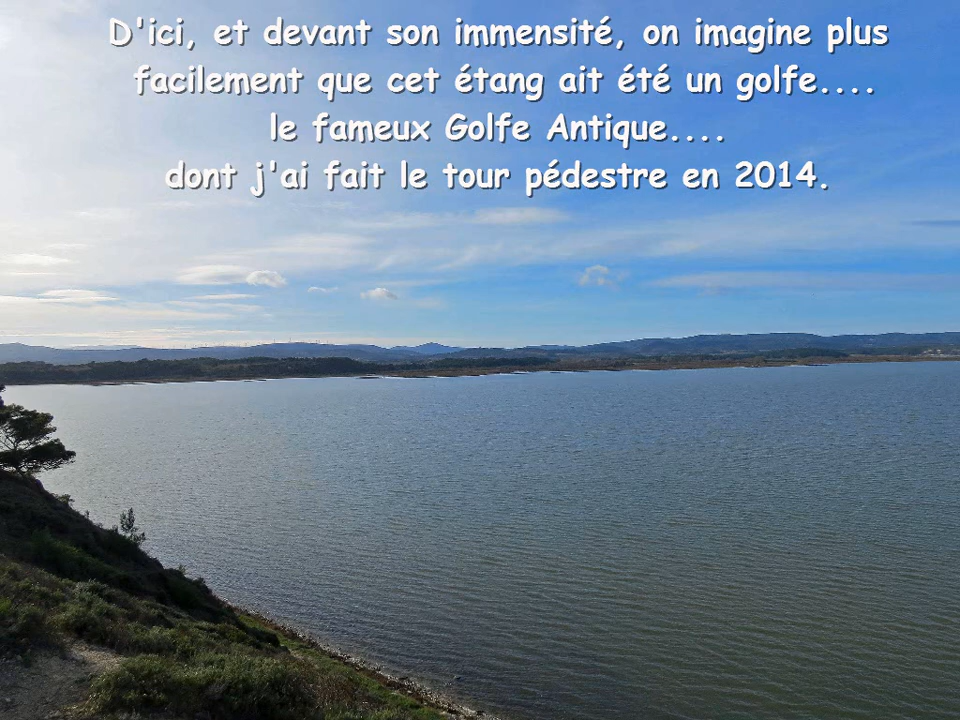 D'ici, et devant son immensité, on imagine plus
facilement que cet étang ait été un golfe....
le fameux Golfe Antique....
dont j'ai fait le tour pédestre en 2014.